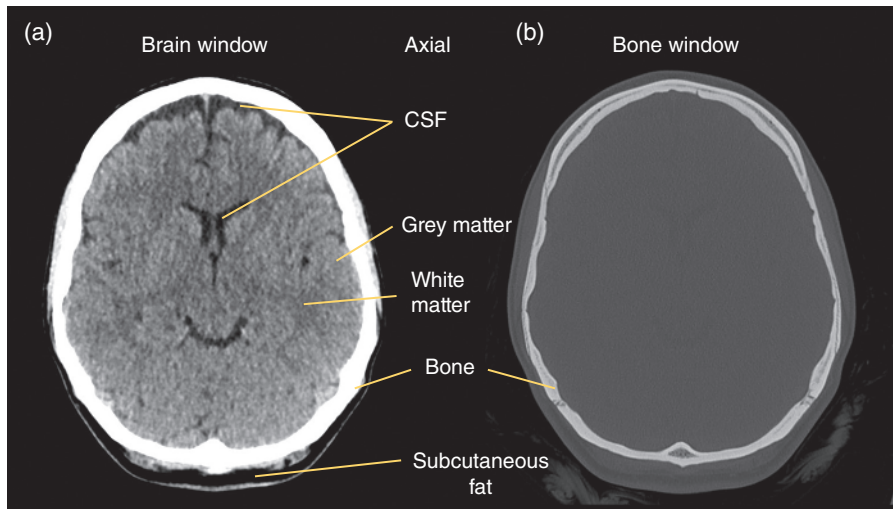 (a)
Brain window
Axial
(b)
Bone window
CSF
Grey matter
White
matter
Bone
Subcutaneous
fat